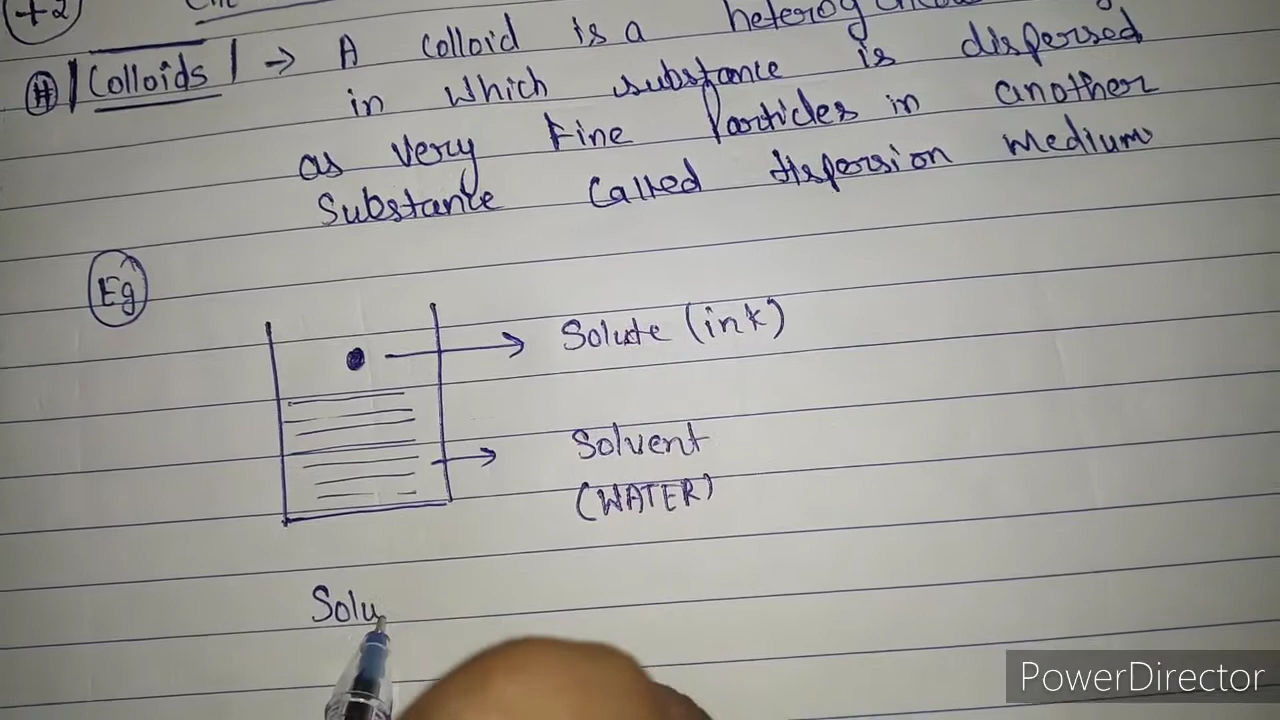 +2
Colloids → A colloid is a
in which substance is dispersed
as very Fine Particles in another
Substance Called dispersion Medium
Eg
Solute (ink)
Solvent
(WATER)
Solu
PowerDirector